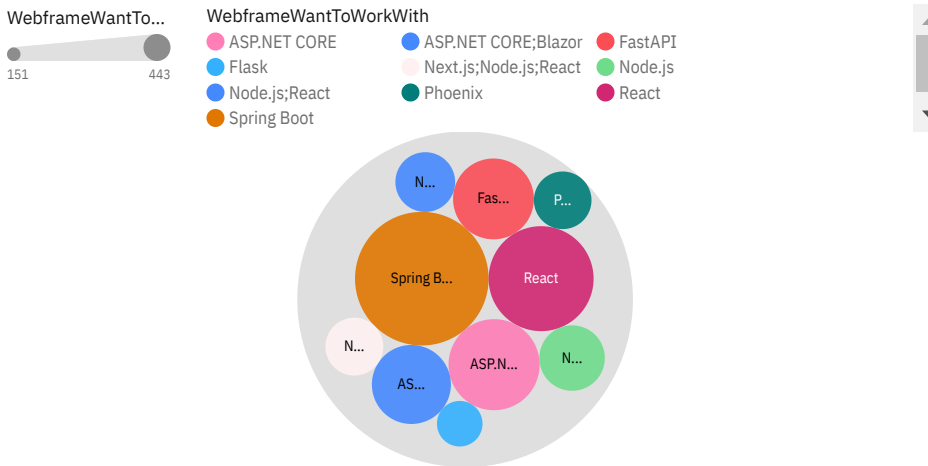 WebframeWantTo...
151 443
WebframeWantToWorkWith
ASP.NET CORE ASP.NET CORE;Blazor FastAPI
Flask Next.js;Node.js;React Node.js
Node.js;React Phoenix React
Spring Boot
N...
Fas...
P...
Spring B...
React
N...
AS...
ASP.N...
N...